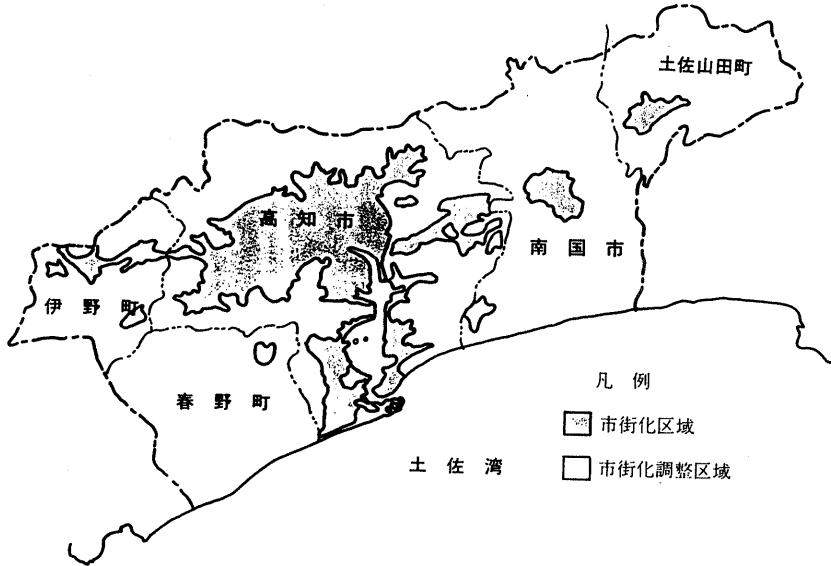 土佐山田町
高知市
南国市
伊野町
春野町
凡例
市街化区域
土佐湾
市街化調整区域